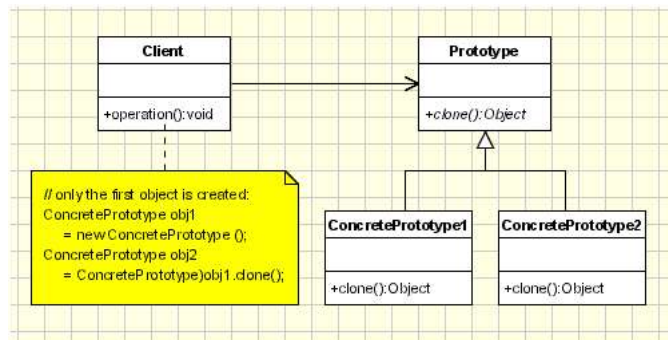 Client
+operation():void
Prototype
+clone():Object
// only the first object is created:
ConcretePrototype obj1
= new ConcretePrototype ();
ConcretePrototype obj2
= ConcretePrototype)obj1.clone();
ConcretePrototype1
+clone():Object
ConcretePrototype2
+clone():Object